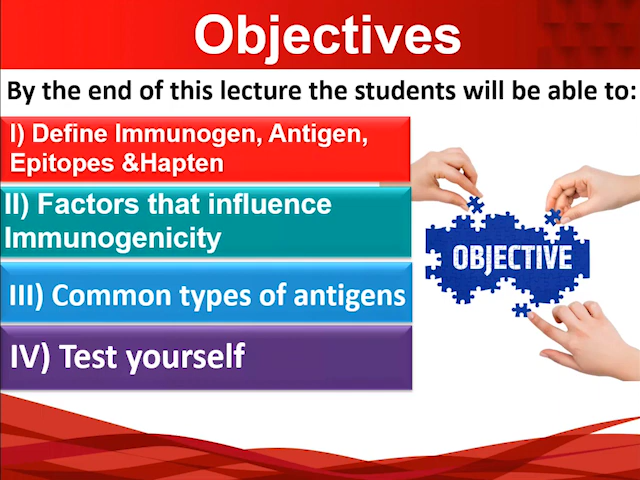 Objectives
By the end of this lecture the students will be able to:
I) Define Immunogen, Antigen,
Epitopes &Hapten
II) Factors that influence
Immunogenicity
III) Common types of antigens
IV) Test yourself
OBJECTIVE